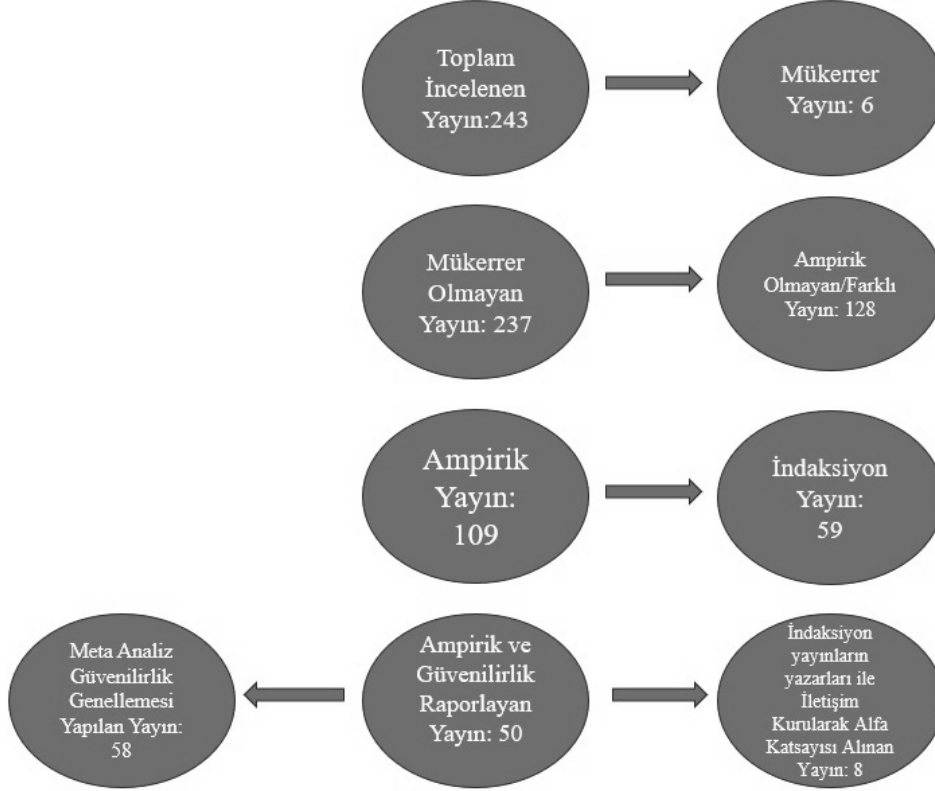 Toplam
İncelenen
Yayın:243
Mükerrer
Yayın: 6
Mükerrer
Olmayan
Yayın: 237
Ampirik
Olmayan/Farklı
Yayın: 128
Ampirik
Yayın:
109
İndaksiyon
Yayın:
59
Meta Analiz
Güvenilirlik
Genellemesi
Yapılan Yayın:
58
Ampirik ve
Güvenilirlik
Raporlayan
Yayın: 50
İndaksiyon
yayınların
yazarları ile
İletişim
Kurularak Alfa
Katsayısı Alınan
Yayın: 8